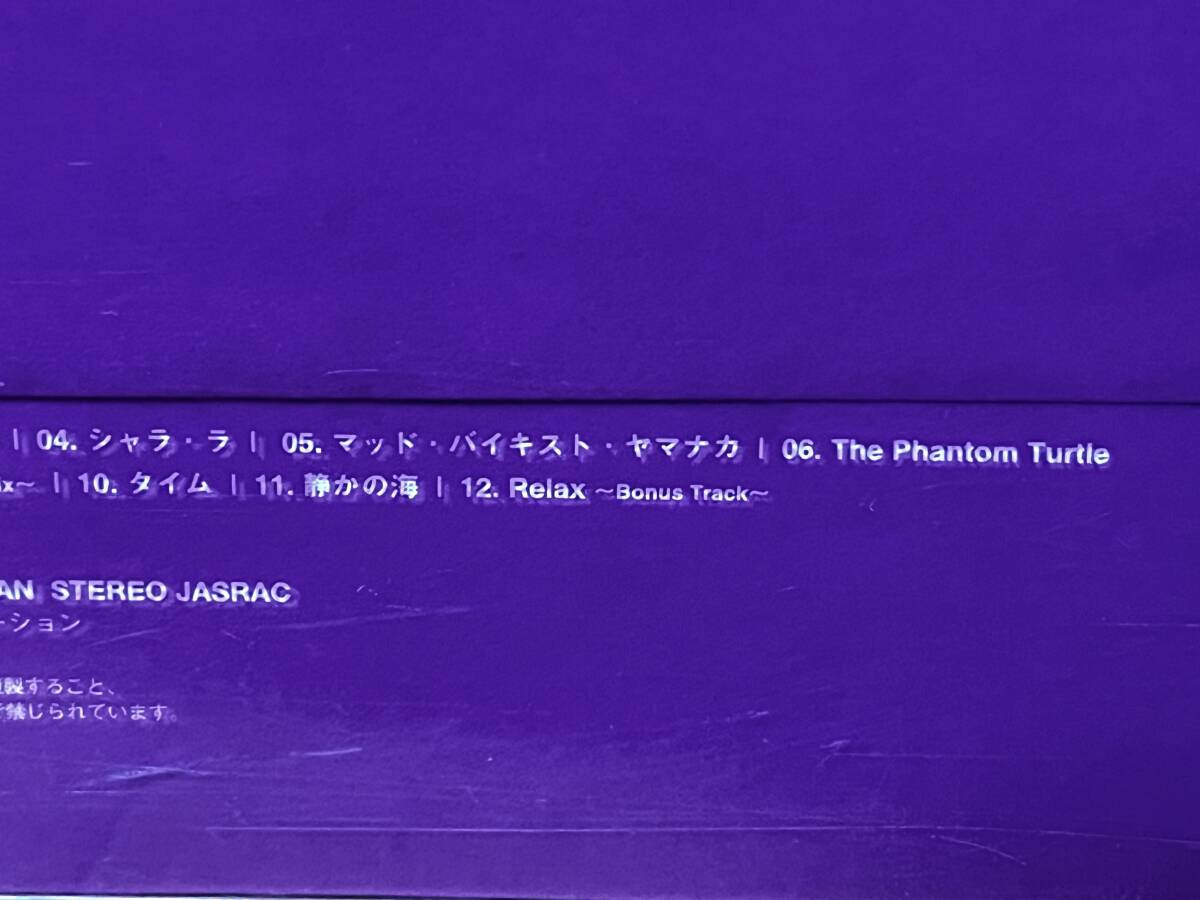 | 04. シャラ・ラ | 05. マッド・バイキスト・ヤマナカ | 06. The Phantom Turtle
ix～ | 10. タイム | 11. 静かの海 | 12. Relax ～Bonus Track～
AN STEREO JASRAC
ーション
製すること、
禁じられています。